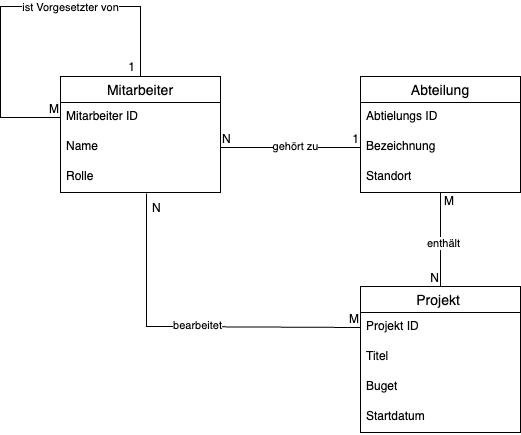 ist Vorgesetzter von
1
Mitarbeiter
Abteilung
M
Mitarbeiter ID
Abtielungs ID
N
1
Name
gehört zu
Bezeichnung
Rolle
Standort
N
M
enthält
N
Projekt
M
bearbeitet
Projekt ID
Titel
Buget
Startdatum